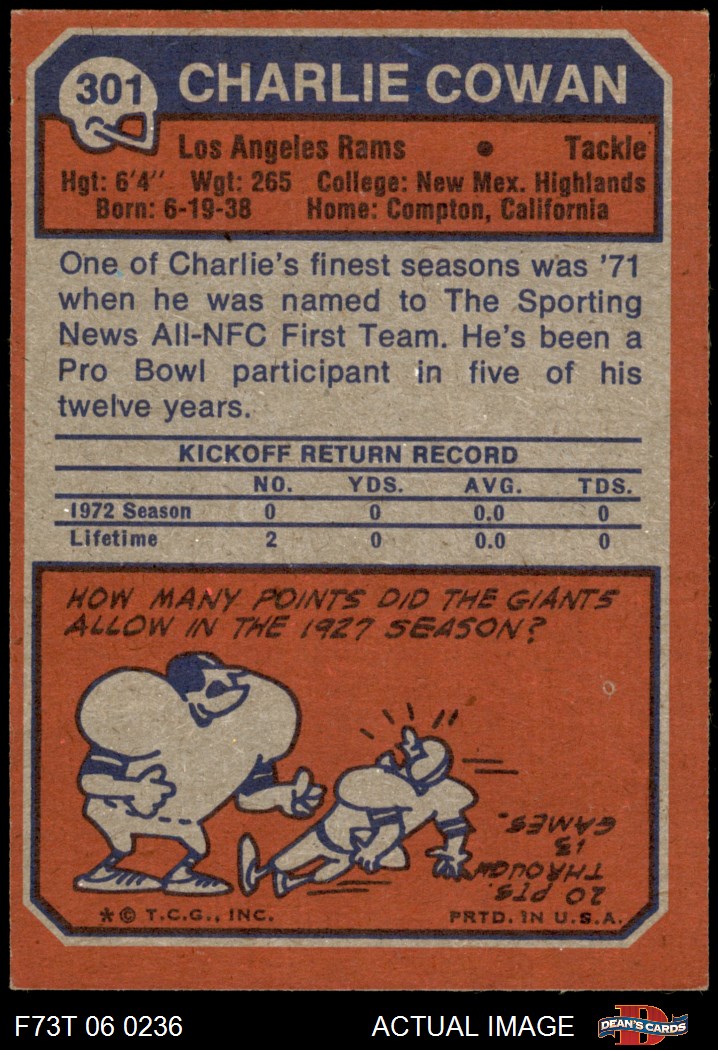 301 CHARLIE COWAN
Los Angeles Rams • Tackle
Hgt: 6'4" Wgt: 265 College: New Mex. Highlands
Born: 6-19-38 Home: Compton, California
One of Charlie's finest seasons was '71
when he was named to The Sporting
News All-NFC First Team. He's been a
Pro Bowl participant in five of his
twelve years.
KICKOFF RETURN RECORD
NO. YDS. AVG. TDS.
1972 Season 0 0 0.0 0
Lifetime 2 0 0.0 0
HOW MANY POINTS DID THE GIANTS
ALLOW IN THE 1927 SEASON?
20 PTS.
THROUGH
13
GAMES.
* © T.C.G., INC. PRTD. IN U.S.A.
F73T 06 0236 ACTUAL IMAGE D DEAN'S CARDS